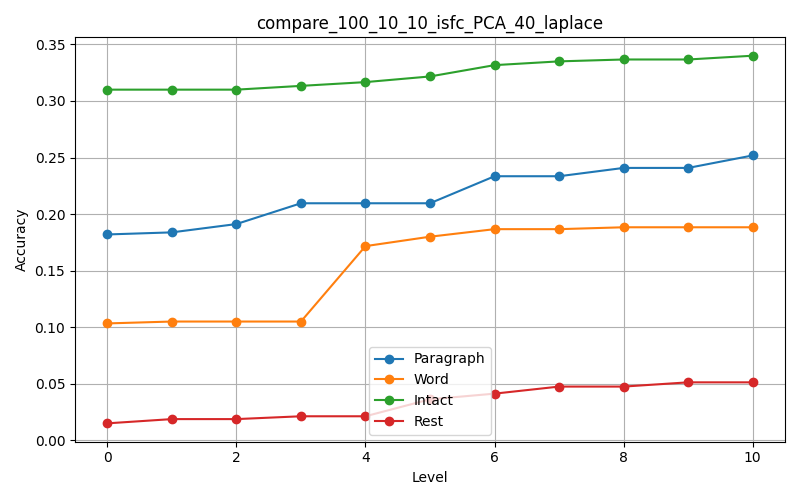 compare_100_10_10_isfc_PCA_40_laplace
Accuracy
0.35
0.30
0.25
0.20
0.15
0.10
0.05
0.00
Paragraph
Word
Intact
Rest
0 2 4 6 8 10
Level